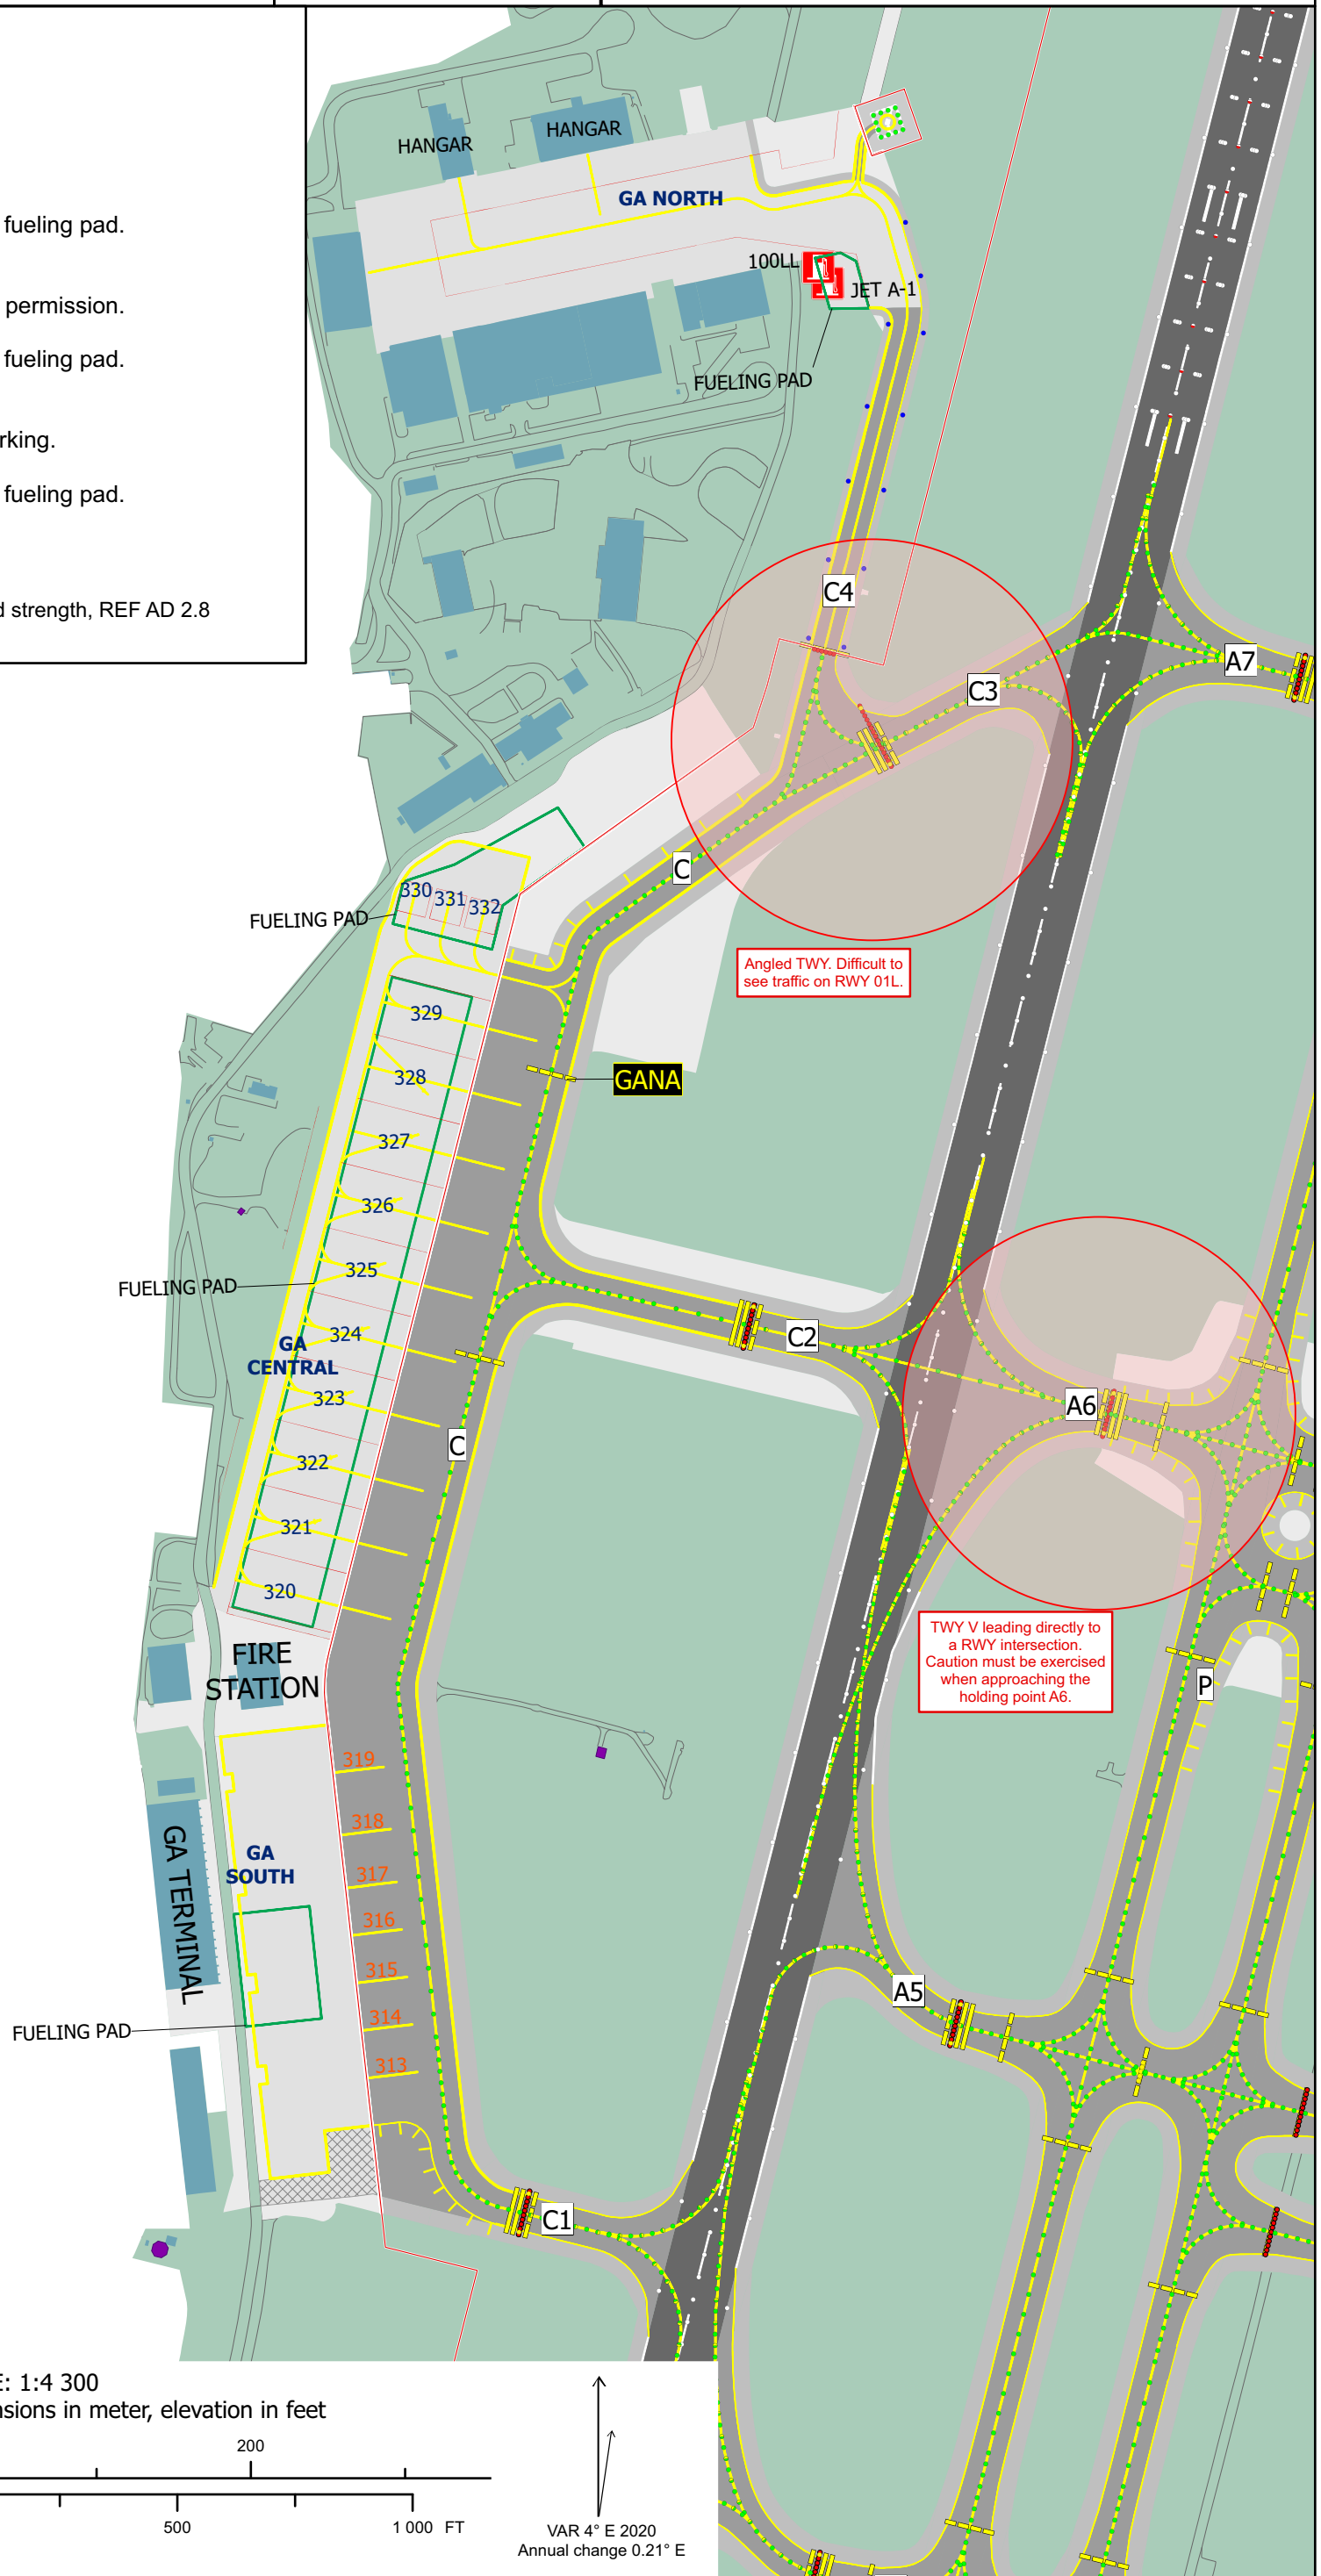 fueling pad.
permission.
fueling pad.
rking.
fueling pad.
d strength, REF AD 2.8
HANGAR
HANGAR
GA NORTH
100LL
JET A-1
FUELING PAD
C4
A7
C3
C
330
331
332
FUELING PAD
Angled TWY. Difficult to
see traffic on RWY 01L.
329
GANA
328
327
326
325
FUELING PAD
324
C2
GA
CENTRAL
323
A6
C
322
321
320
TWY V leading directly to
a RWY intersection.
Caution must be exercised
when approaching the
holding point A6.
FIRE
STATION
P
319
318
GA TERMINAL
GA
SOUTH
317
316
315
A5
314
FUELING PAD
313
C1
E: 1:4 300
nsions in meter, elevation in feet
200
500
1 000 FT
VAR 4° E 2020
Annual change 0.21° E